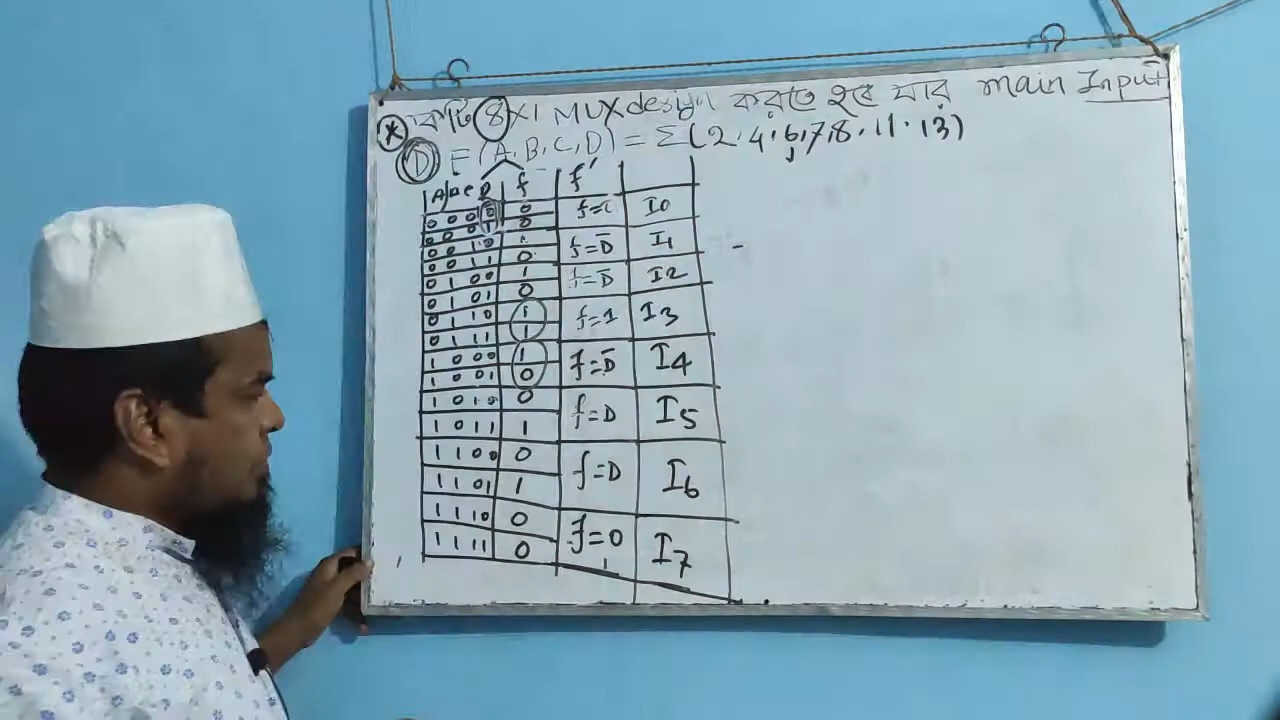 * একটি 8X1 MUX design করতে হবে যার main Input
D F(A,B,C,D) = Σ(2,4,6,7,8,11,13)
A B C D f f'
0 0 0 0 0 I0
0 0 0 1 0
0 0 1 0 1 f=D̅ I1
0 0 1 1 0
0 1 0 0 1 f=D̅ I2
0 1 0 1 0
0 1 1 0 1 f=1 I3
0 1 1 1 1
1 0 0 0 1 f=D̅ I4
1 0 0 1 0
1 0 1 0 0 f=D I5
1 0 1 1 1
1 1 0 0 0 f=D I6
1 1 0 1 1
1 1 1 0 0 f=0 I7
1 1 1 1 0